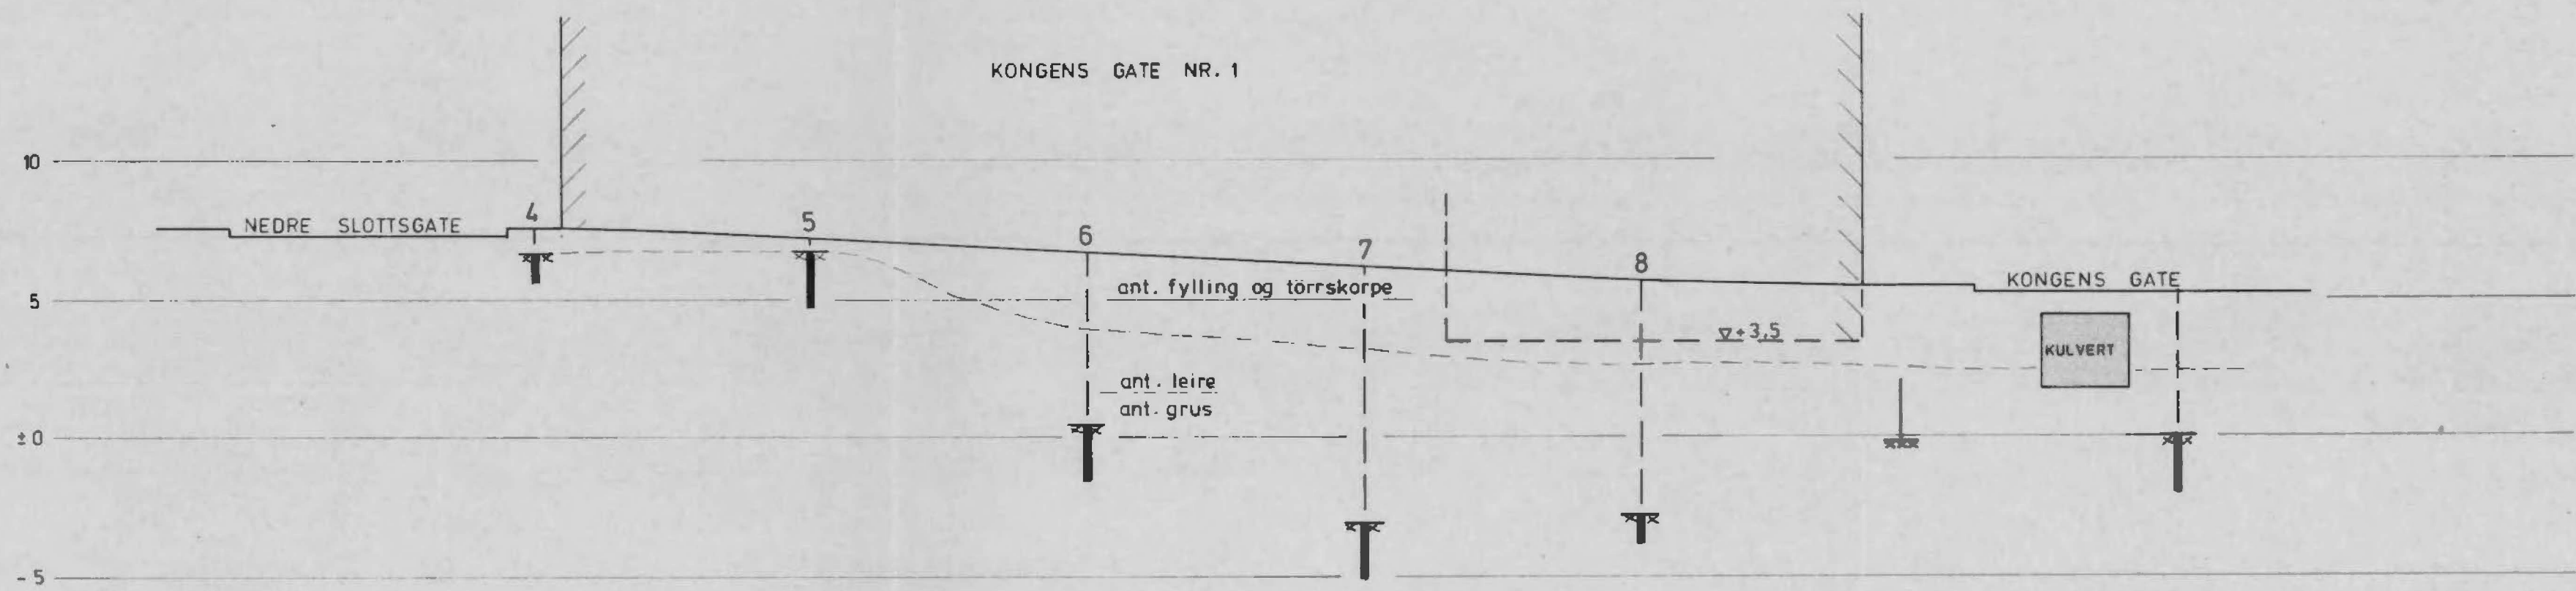 KONGENS GATE NR. 1
10
NEDRE SLOTTSGATE
4
5
6
7
8
KONGENS GATE
5
ant. fylling og törrskorpe
▽+3,5
KULVERT
ant. leire
ant. grus
±0
-5